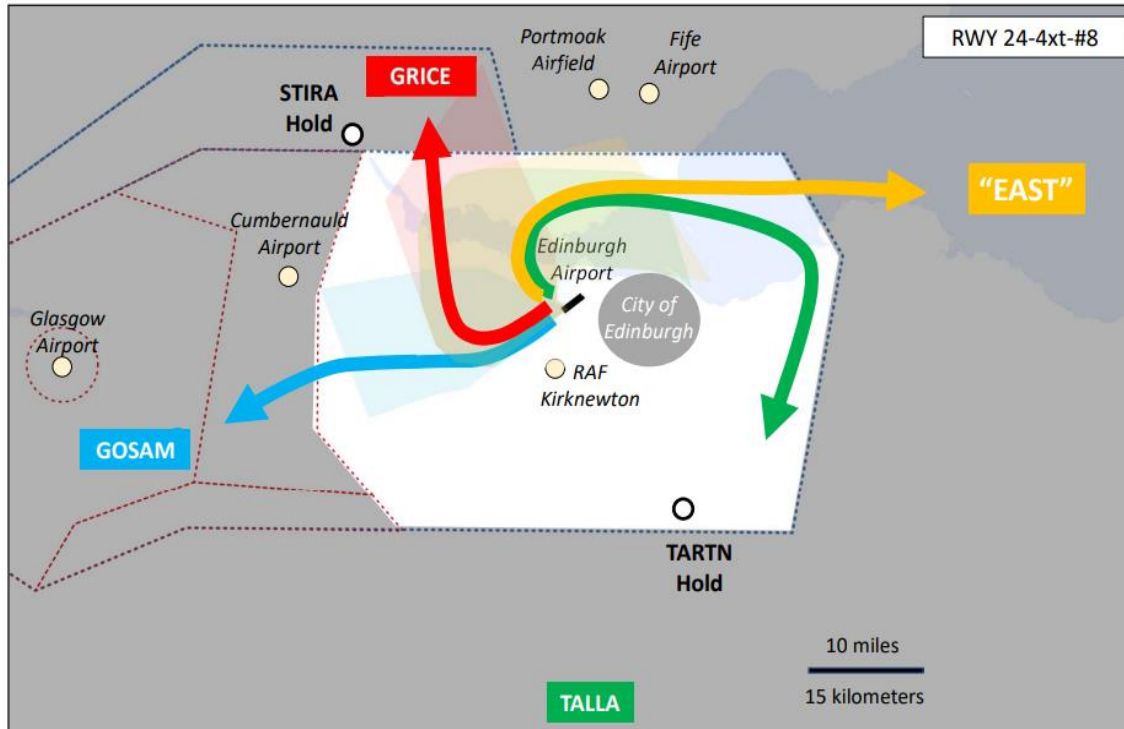 RWY 24-4xt-#8
Portmoak
Airfield
Fife
Airport
GRICE
STIRA
Hold
"EAST"
Cumbernauld
Airport
Edinburgh
Airport
City of
Edinburgh
Glasgow
Airport
RAF
Kirknewton
GOSAM
TARTN
Hold
10 miles
15 kilometers
TALLA